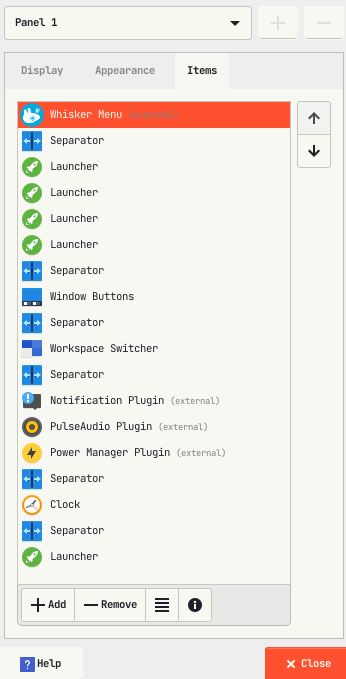 Panel 1
Display Appearance Items
Whisker Menu (external)
Separator
Launcher
Launcher
Launcher
Launcher
Separator
Window Buttons
Separator
Workspace Switcher
Separator
Notification Plugin (external)
PulseAudio Plugin (external)
Power Manager Plugin (external)
Separator
Clock
Separator
Launcher
Add Remove
? Help
Close